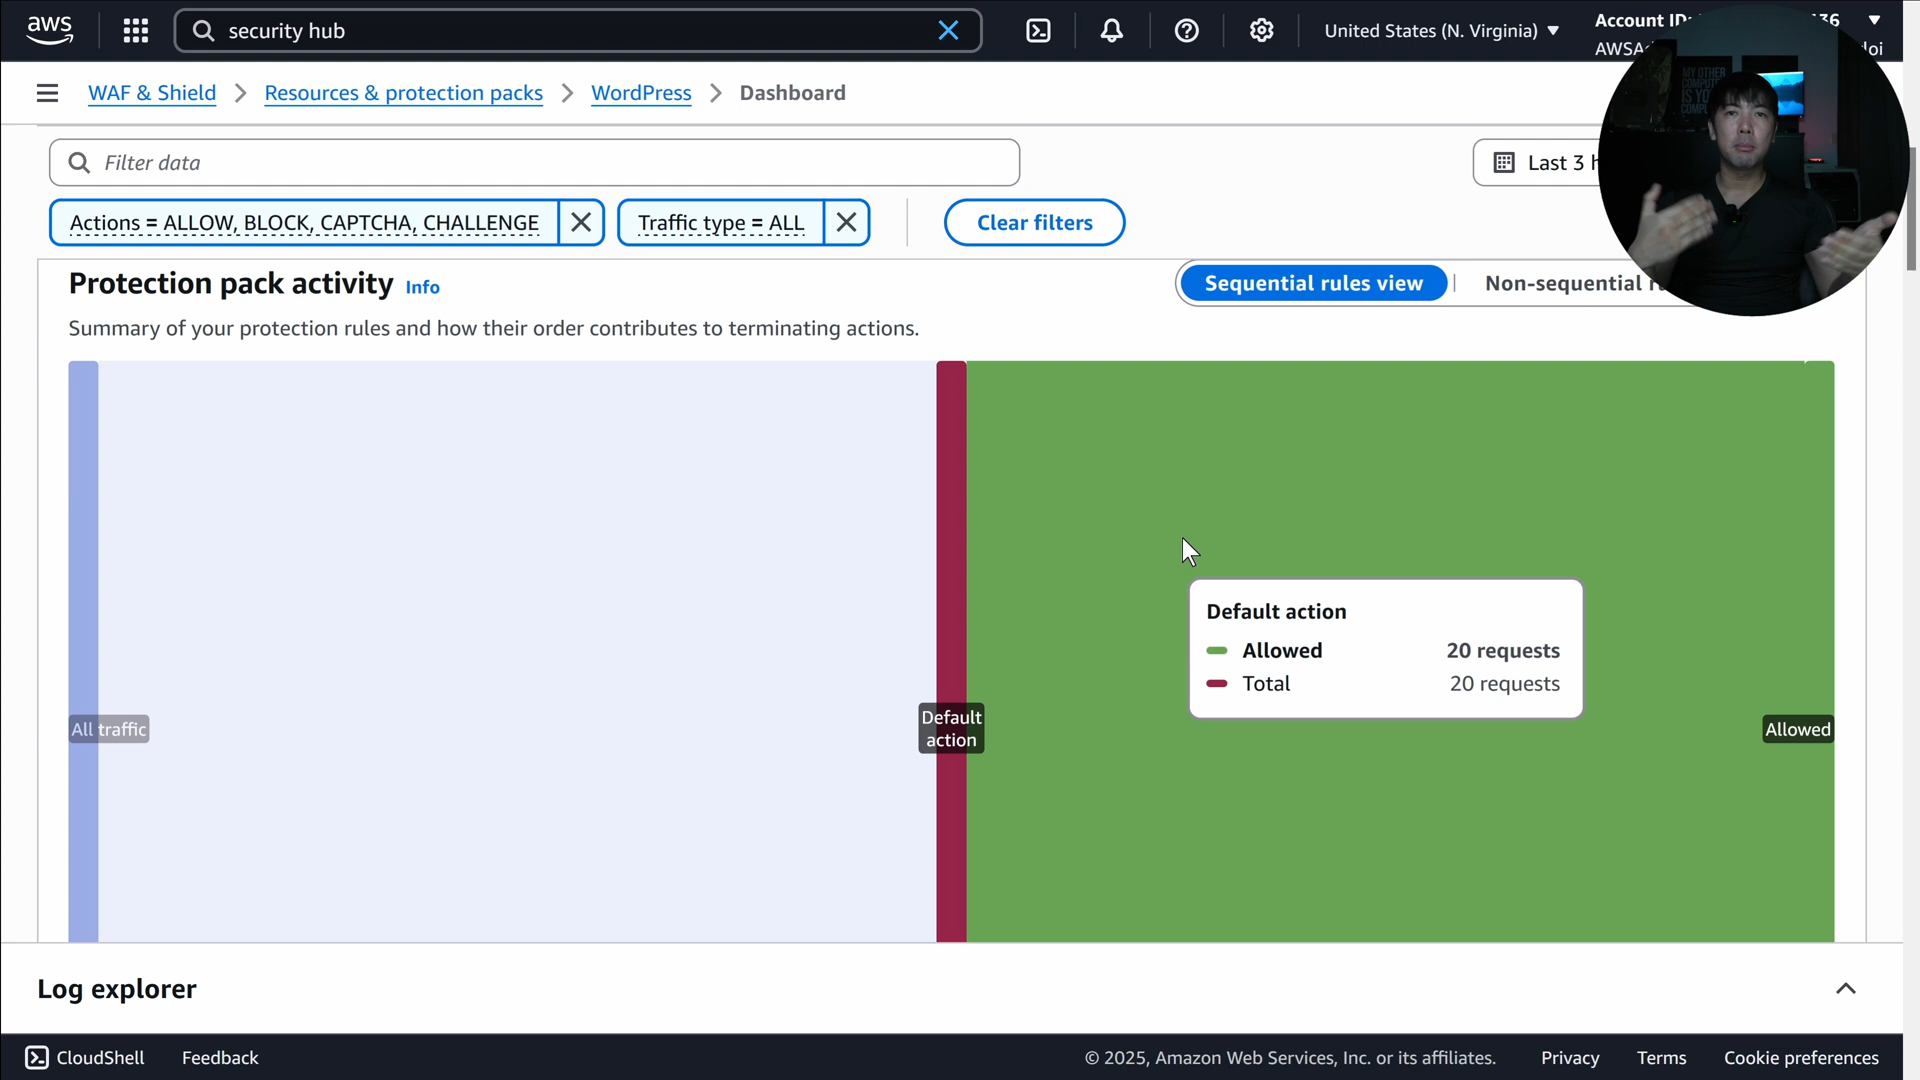 aws
security hub
United States (N. Virginia)
Account ID:
36
WAF & Shield
Resources & protection packs
WordPress
Dashboard
Filter data
Last 3 h
Actions = ALLOW, BLOCK, CAPTCHA, CHALLENGE
Traffic type = ALL
Clear filters
Protection pack activity
Info
Sequential rules view
Non-sequential
Summary of your protection rules and how their order contributes to terminating actions.
Default action
Allowed
20 requests
Total
20 requests
All traffic
Default
action
Allowed
Log explorer
CloudShell
Feedback
© 2025, Amazon Web Services, Inc. or its affiliates.
Privacy
Terms
Cookie preferences